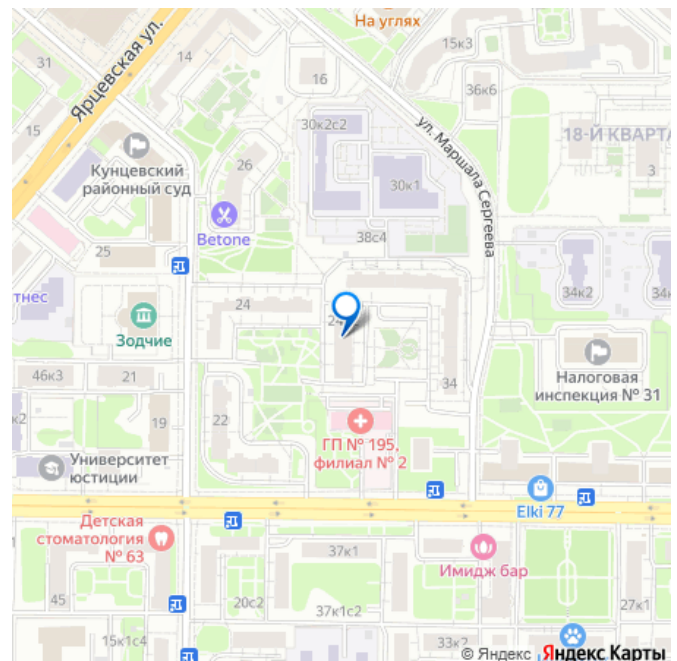 На углях
15к3
31
14
16
36к6
Ярцевская ул.
15
30к2с2
ул. Маршала Сергеева
18-Й КВАРТА
3
Кунцевский
районный суд
26
30к1
Betone
38с4
25
34к2
34к
тнес
24
Зодчие
34
Налоговая
инспекция № 31
46к3
21
к2
19
22
ГП № 195,
филиал № 2
Университет
юстиции
Elki 77
Детская
стоматология
№ 63
37к1
Имидж бар
45
20с2
37к1с2
27к1
15к1с4
33к2
© Яндекс Яндекс Карты